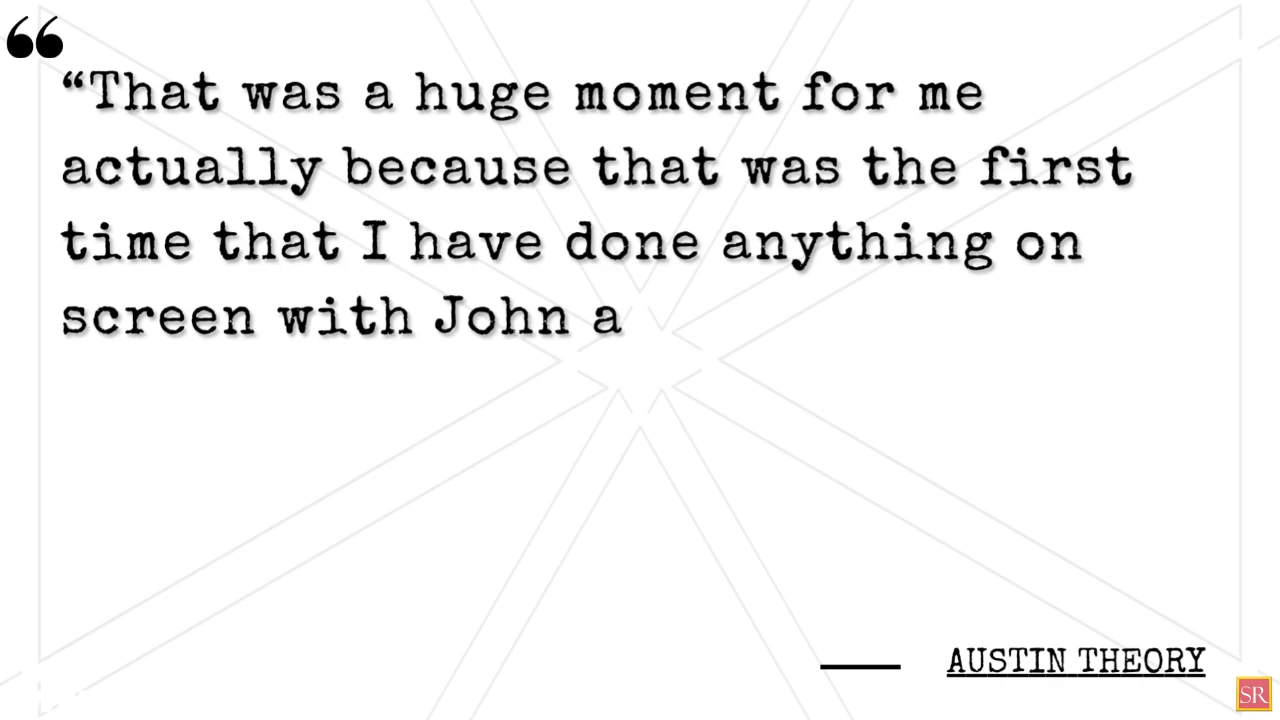 “That was a huge moment for me
actually because that was the first
time that I have done anything on
screen with John a
AUSTIN THEORY
SR